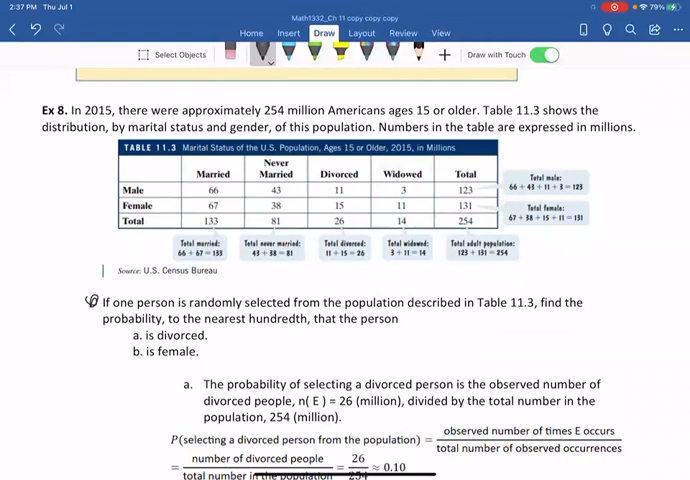 2:37 PM Thu Jul 1
79%
Math1332_Ch 11 copy copy copy
Home Insert Draw Layout Review View
Select Objects
Draw with Touch
Ex 8. In 2015, there were approximately 254 million Americans ages 15 or older. Table 11.3 shows the
distribution, by marital status and gender, of this population. Numbers in the table are expressed in millions.
TABLE 11.3 Marital Status of the U.S. Population, Ages 15 or Older, 2015, in Millions
Never
Married Married Divorced Widowed Total
Male 66 43 11 3 123
Female 67 38 15 11 131
Total 133 81 26 14 254
Total male:
66 + 43 + 11 + 3 = 123
Total female:
67 + 38 + 15 + 11 = 131
Total married:
66 + 67 = 133
Total never married:
43 + 38 = 81
Total divorced:
11 + 15 = 26
Total widowed:
3 + 11 = 14
Total adult population:
123 + 131 = 254
Source: U.S. Census Bureau
If one person is randomly selected from the population described in Table 11.3, find the
probability, to the nearest hundredth, that the person
a. is divorced.
b. is female.
a. The probability of selecting a divorced person is the observed number of
divorced people, n( E ) = 26 (million), divided by the total number in the
population, 254 (million).
P(selecting a divorced person from the population) = observed number of times E occurs / total number of observed occurrences
= number of divorced people / total number in the population = 26 / 254 ≈ 0.10